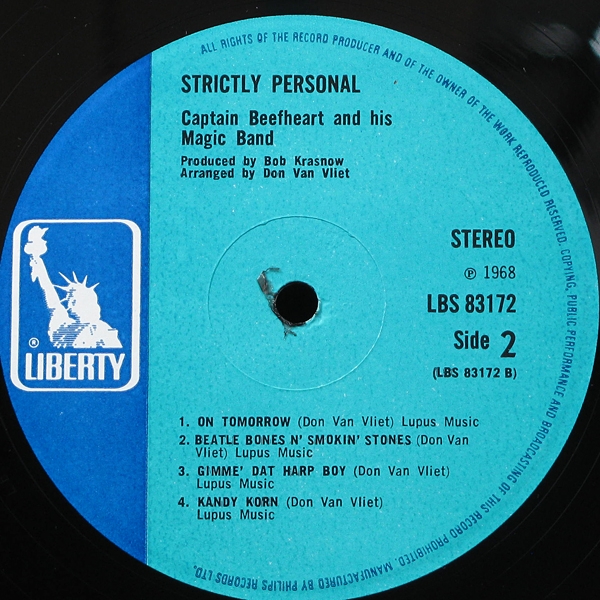 ALL RIGHTS OF THE RECORD PRODUCER AND OF THE OWNER OF THE WORK REPRODUCED RESERVED. COPYING, PUBLIC PERFORMANCE AND BROADCASTING OF THIS RECORD PROHIBITED. MANUFACTURED BY PHILIPS RECORDS LTD.
STRICTLY PERSONAL
Captain Beefheart and his
Magic Band
Produced by Bob Krasnow
Arranged by Don Van Vliet
STEREO
℗ 1968
LBS 83172
Side 2
(LBS 83172 B)
® LIBERTY
1. ON TOMORROW (Don Van Vliet) Lupus Music
2. BEATLE BONES N' SMOKIN' STONES (Don Van
Vliet) Lupus Music
3. GIMME' DAT HARP BOY (Don Van Vliet)
Lupus Music
4. KANDY KORN (Don Van Vliet)
Lupus Music